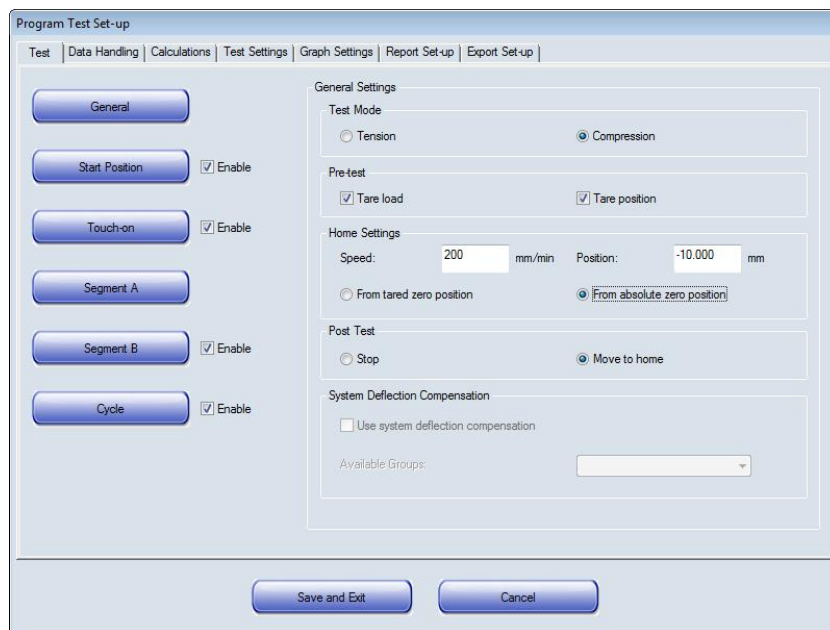 Program Test Set-up
Test Data Handling Calculations Test Settings Graph Settings Report Set-up Export Set-up
General
Start Position Enable
Touch-on Enable
Segment A
Segment B Enable
Cycle Enable
General Settings
Test Mode
Tension Compression
Pre-test
Tare load Tare position
Home Settings
Speed: 200 mm/min Position: -10.000 mm
From tared zero position From absolute zero position
Post Test
Stop Move to home
System Deflection Compensation
Use system deflection compensation
Available Groups:
Save and Exit Cancel